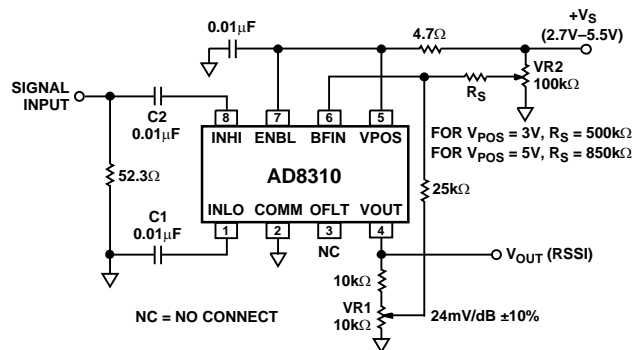 0.01µF
4.7Ω
+VS
(2.7V–5.5V)
SIGNAL
INPUT
C2
0.01µF
RS
VR2
100kΩ
8 7 6 5
INHI ENBL BFIN VPOS
FOR VPOS = 3V, RS = 500kΩ
FOR VPOS = 5V, RS = 850kΩ
52.3Ω
AD8310
25kΩ
C1
0.01µF
INLO COMM OFLT VOUT
1 2 3 4
NC
VOUT (RSSI)
10kΩ
VR1
10kΩ
24mV/dB ±10%
NC = NO CONNECT